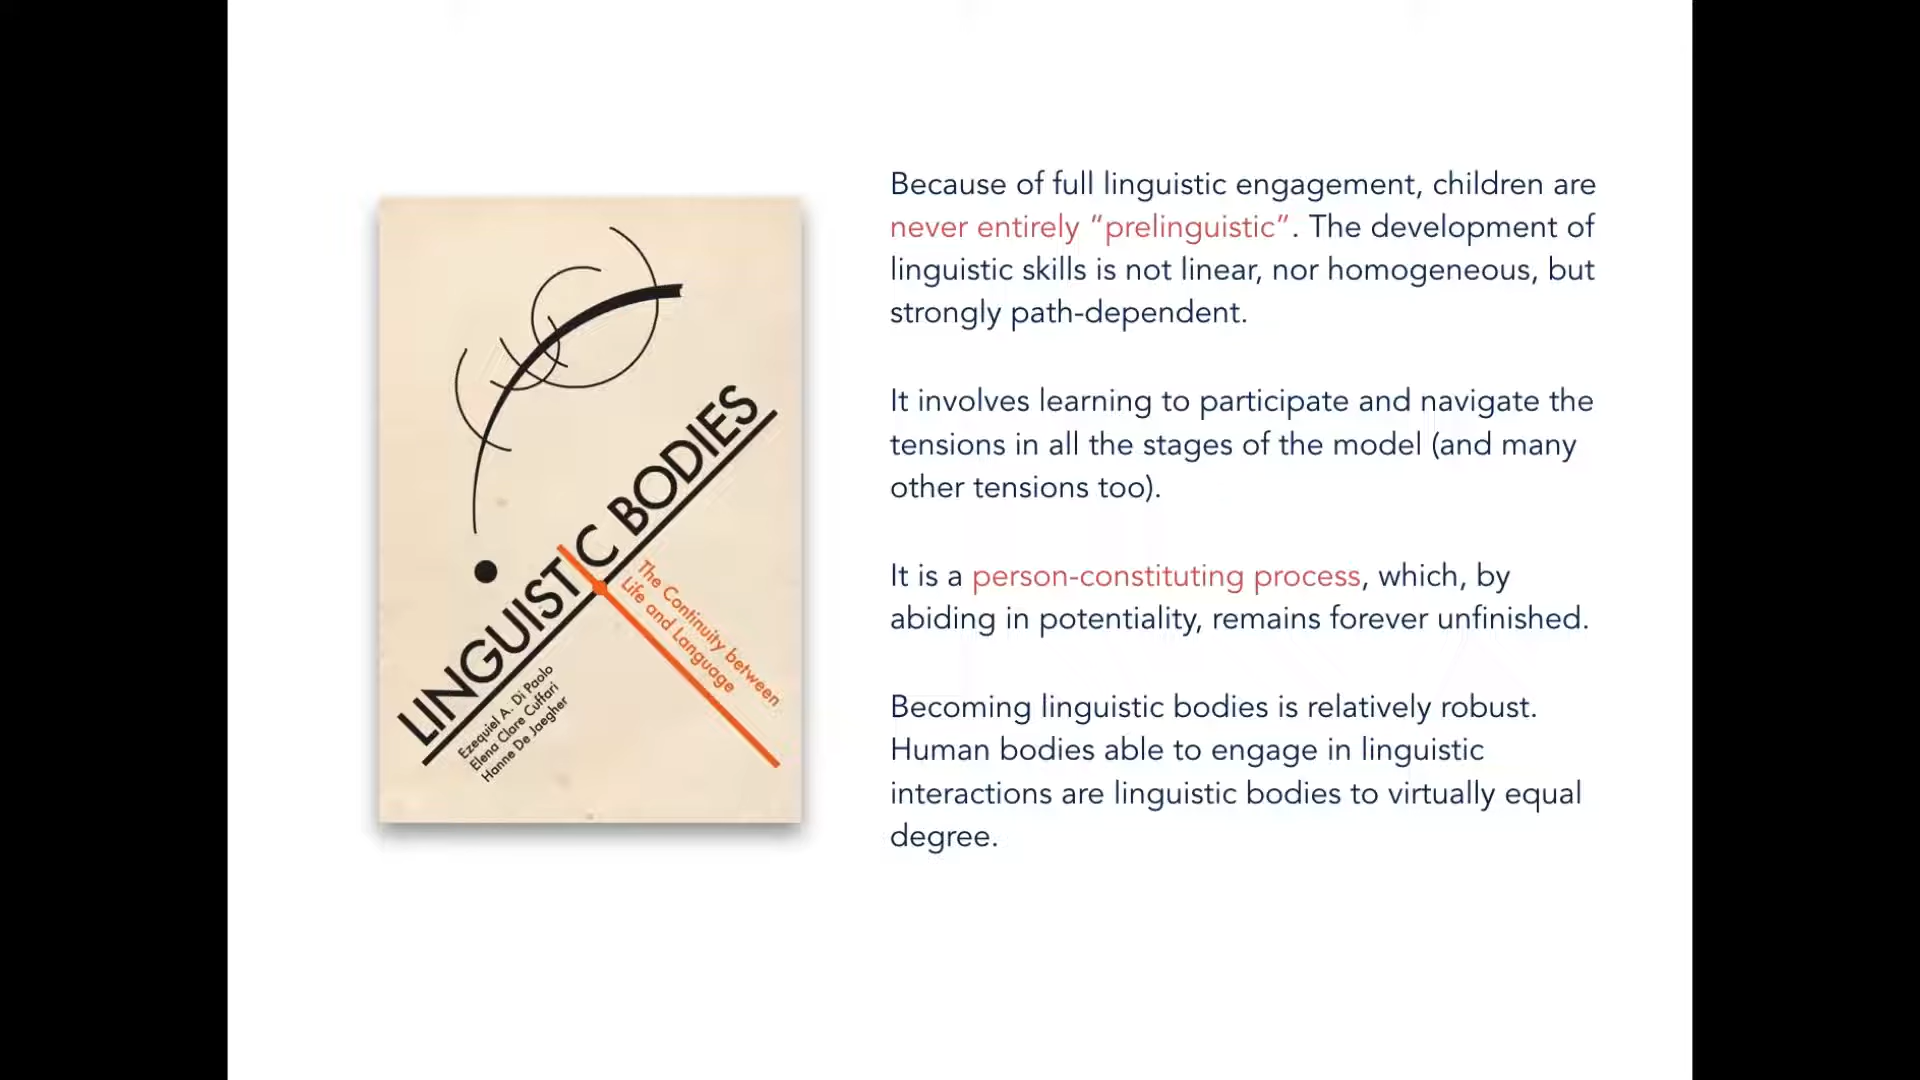 LINGUISTIC BODIES
The Continuity between
Life and Language
Ezequiel A. Di Paolo
Elena Clare Cuffari
Hanne De Jaegher
Because of full linguistic engagement, children are
never entirely “prelinguistic”. The development of
linguistic skills is not linear, nor homogeneous, but
strongly path-dependent.
It involves learning to participate and navigate the
tensions in all the stages of the model (and many
other tensions too).
It is a person-constituting process, which, by
abiding in potentiality, remains forever unfinished.
Becoming linguistic bodies is relatively robust.
Human bodies able to engage in linguistic
interactions are linguistic bodies to virtually equal
degree.